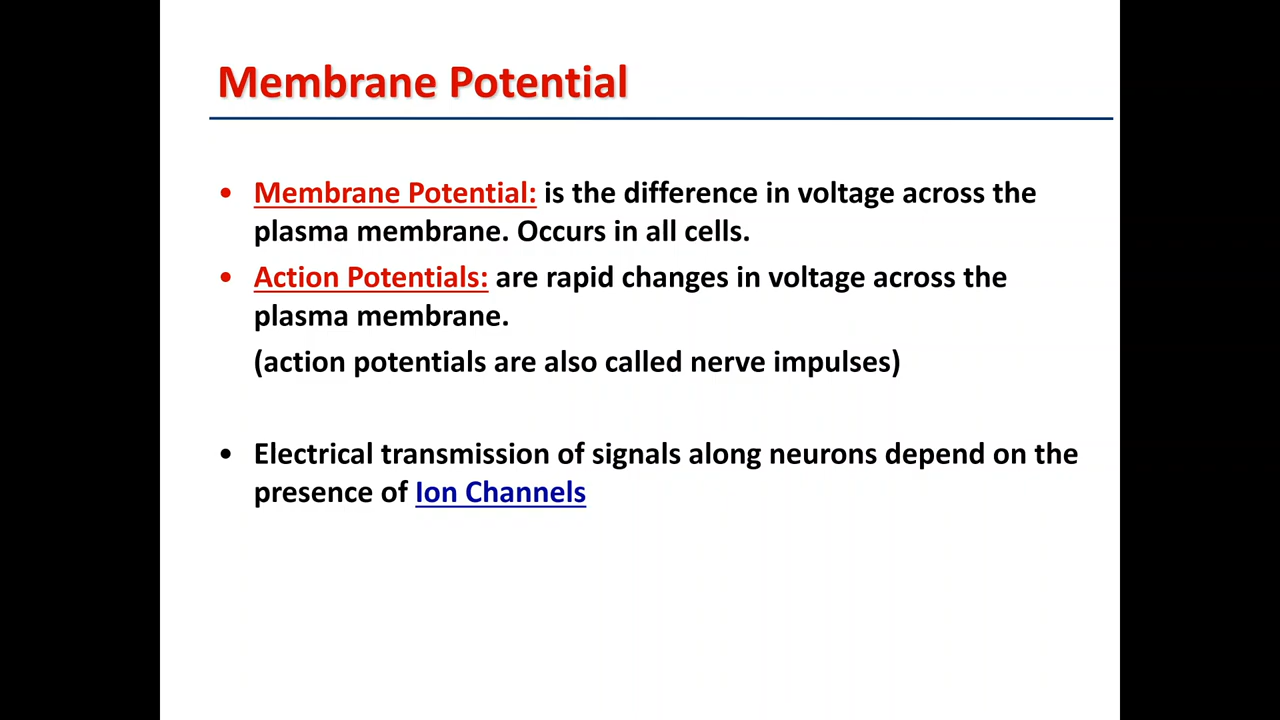 Membrane Potential
• Membrane Potential: is the difference in voltage across the
plasma membrane. Occurs in all cells.
• Action Potentials: are rapid changes in voltage across the
plasma membrane.
(action potentials are also called nerve impulses)
• Electrical transmission of signals along neurons depend on the
presence of Ion Channels